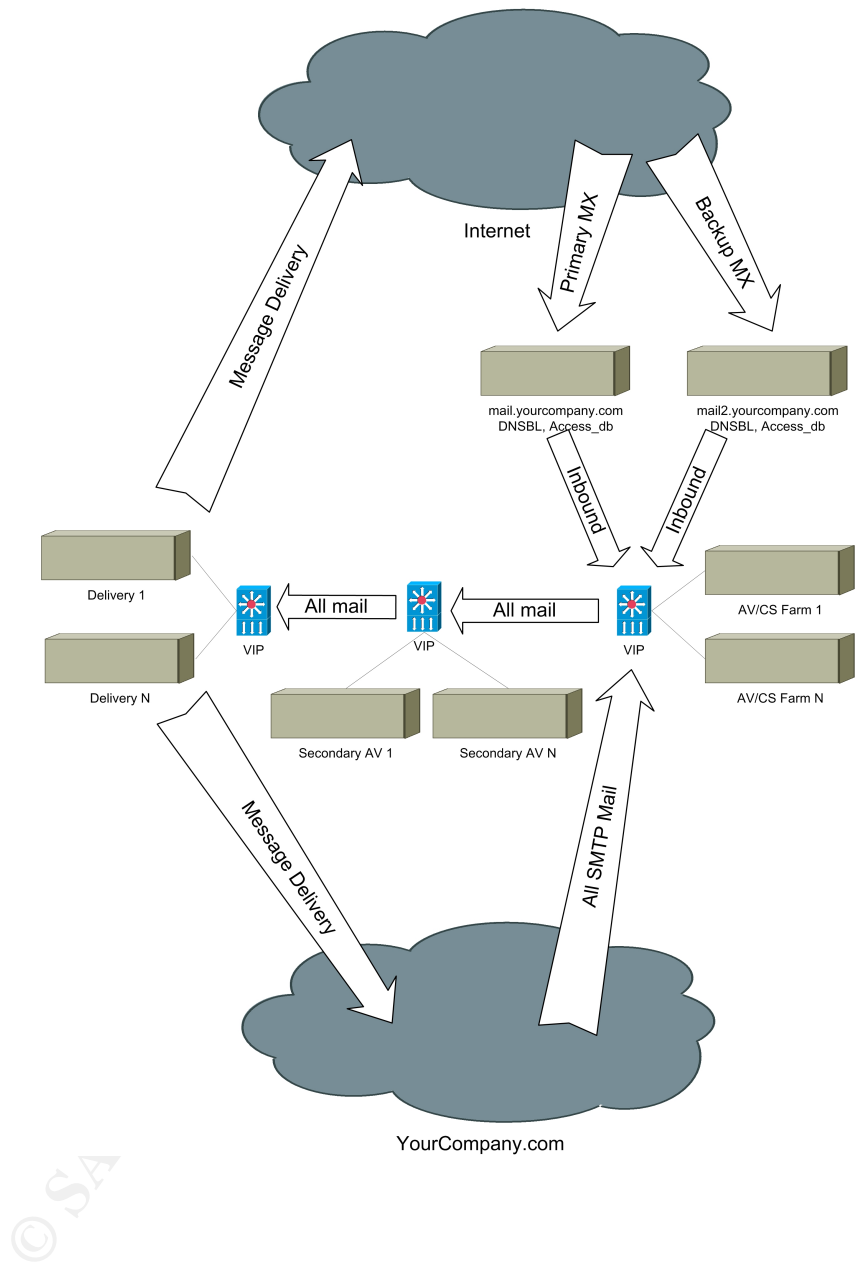 Internet
Message Delivery
Primary MX
Backup MX
mail.yourcompany.com
DNSBL, Access_db
mail2.yourcompany.com
DNSBL, Access_db
Inbound
Inbound
Delivery 1
All mail
All mail
AV/CS Farm 1
VIP
VIP
VIP
Delivery N
AV/CS Farm N
Secondary AV 1
Secondary AV N
Message Delivery
All SMTP Mail
YourCompany.com
© SA